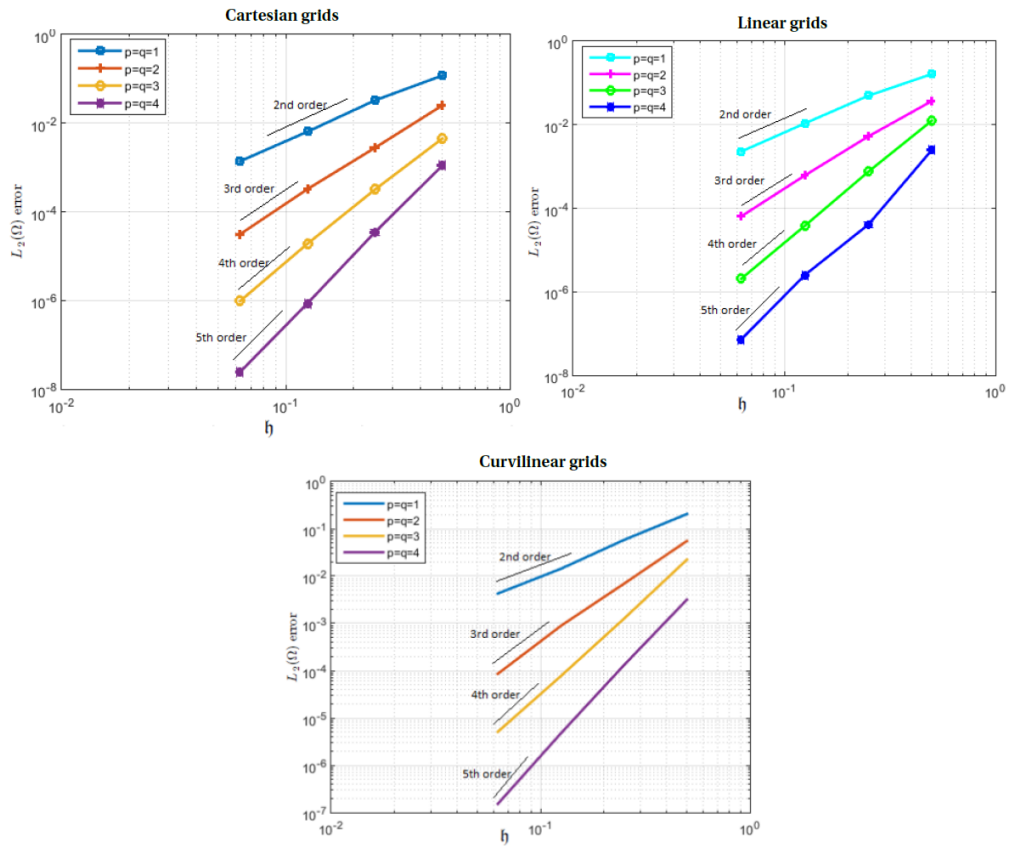 Cartesian grids
10^0
10^-2
10^-4
10^-6
10^-8
L_2(Ω) error
p=q=1
p=q=2
p=q=3
p=q=4
2nd order
3rd order
4th order
5th order
10^-2
10^-1
10^0
𝔥
Linear grids
10^0
10^-2
10^-4
10^-6
10^-8
L_2(Ω) error
p=q=1
p=q=2
p=q=3
p=q=4
2nd order
3rd order
4th order
5th order
10^-2
10^-1
10^0
𝔥
Curvilinear grids
10^0
10^-1
10^-2
10^-3
10^-4
10^-5
10^-6
10^-7
L_2(Ω) error
p=q=1
p=q=2
p=q=3
p=q=4
2nd order
3rd order
4th order
5th order
10^-2
10^-1
10^0
𝔥